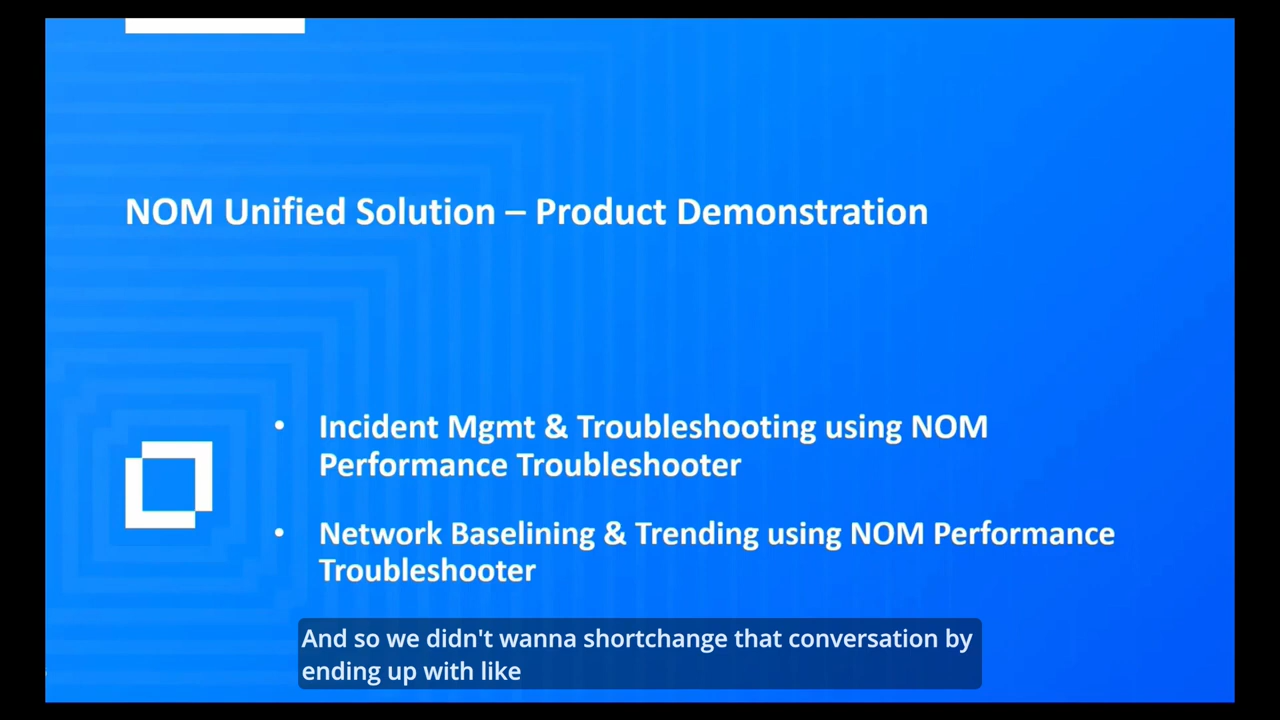 NOM Unified Solution – Product Demonstration
• Incident Mgmt & Troubleshooting using NOM
Performance Troubleshooter
• Network Baselining & Trending using NOM Performance
Troubleshooter
And so we didn't wanna shortchange that conversation by
ending up with like